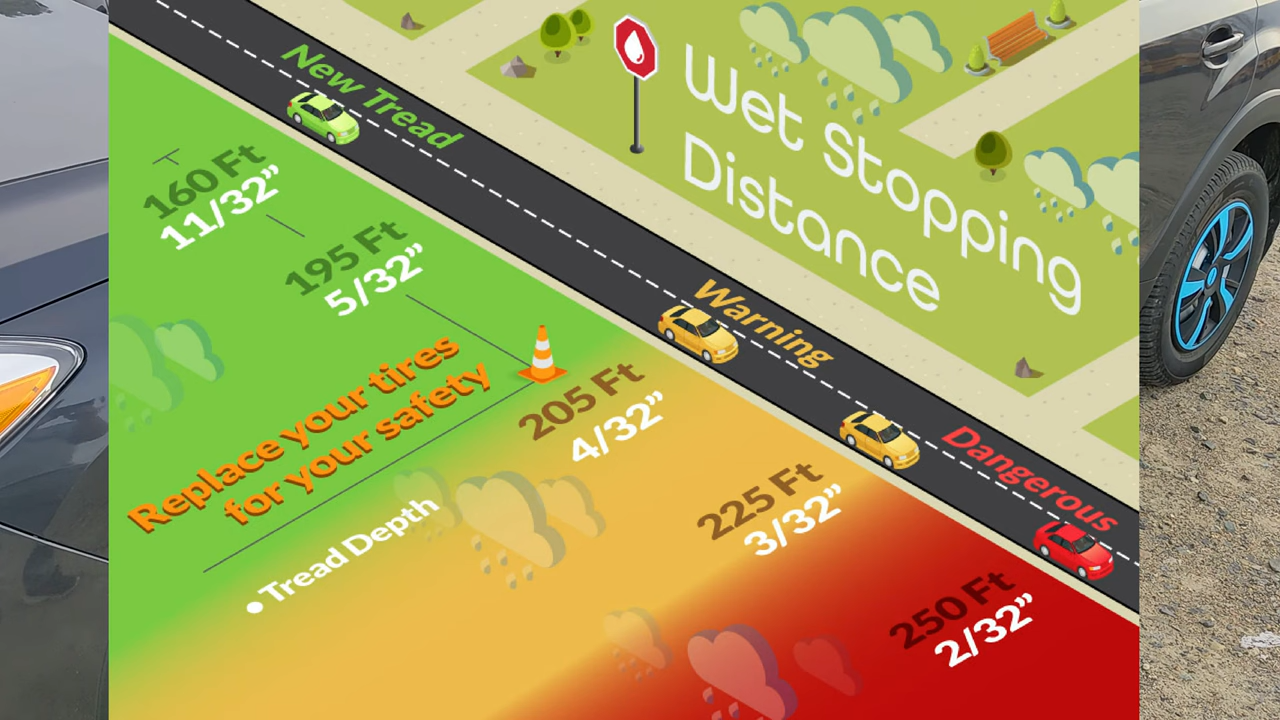 Wet Stopping
Distance
New Tread
160 Ft
11/32”
195 Ft
5/32”
Replace your tires
for your safety
Tread Depth
Warning
205 Ft
4/32”
225 Ft
3/32”
Dangerous
250 Ft
2/32”